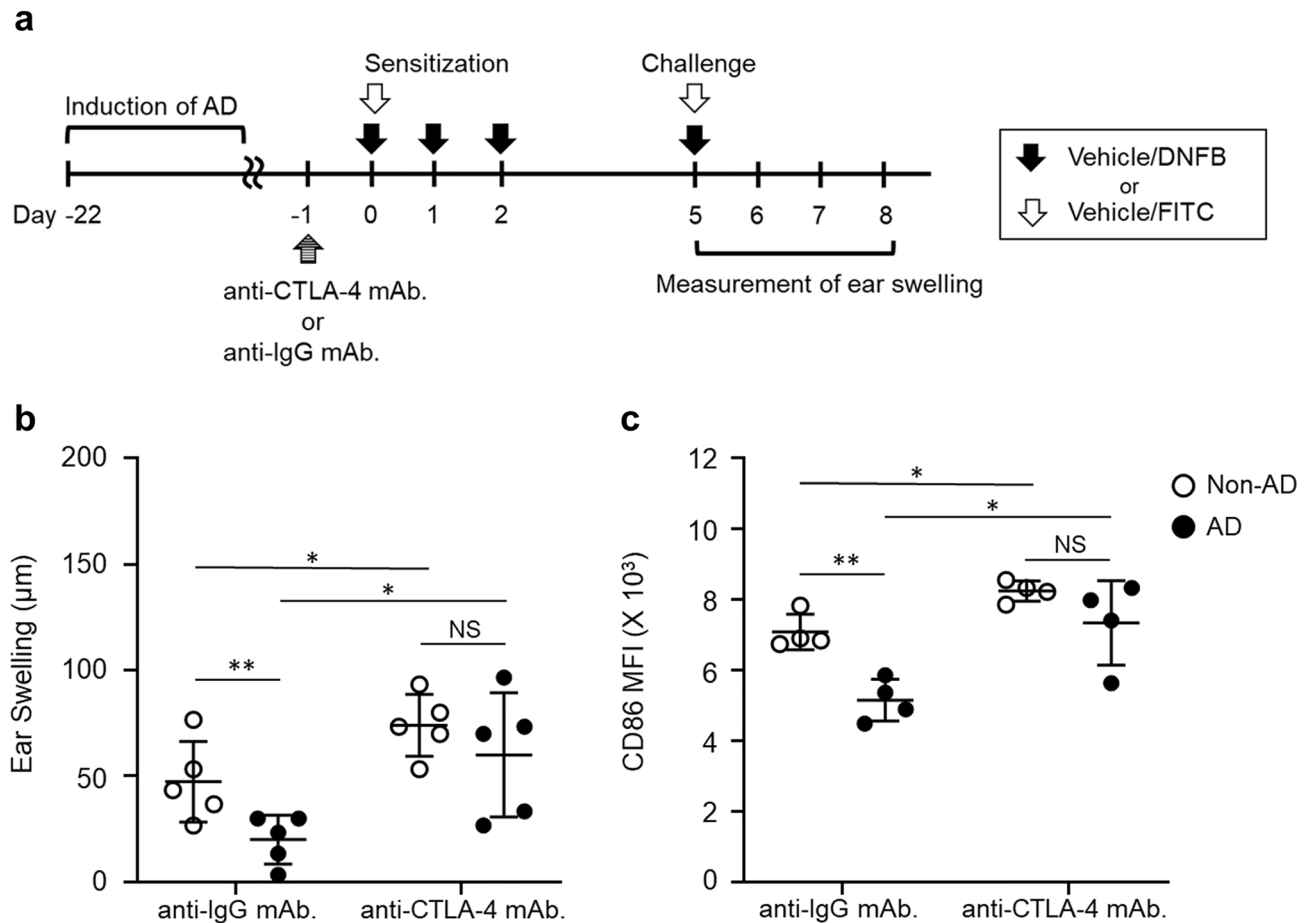 a
Sensitization
Challenge
Induction of AD
Day -22
-1
0
1
2
5
6
7
8
Vehicle/DNFB
or
Vehicle/FITC
anti-CTLA-4 mAb.
or
anti-IgG mAb.
Measurement of ear swelling
b
Ear Swelling (μm)
200
150
100
50
0
*
*
**
NS
anti-IgG mAb.
anti-CTLA-4 mAb.
c
CD86 MFI (X 10³)
12
10
8
6
4
2
0
*
*
**
NS
anti-IgG mAb.
anti-CTLA-4 mAb.
Non-AD
AD